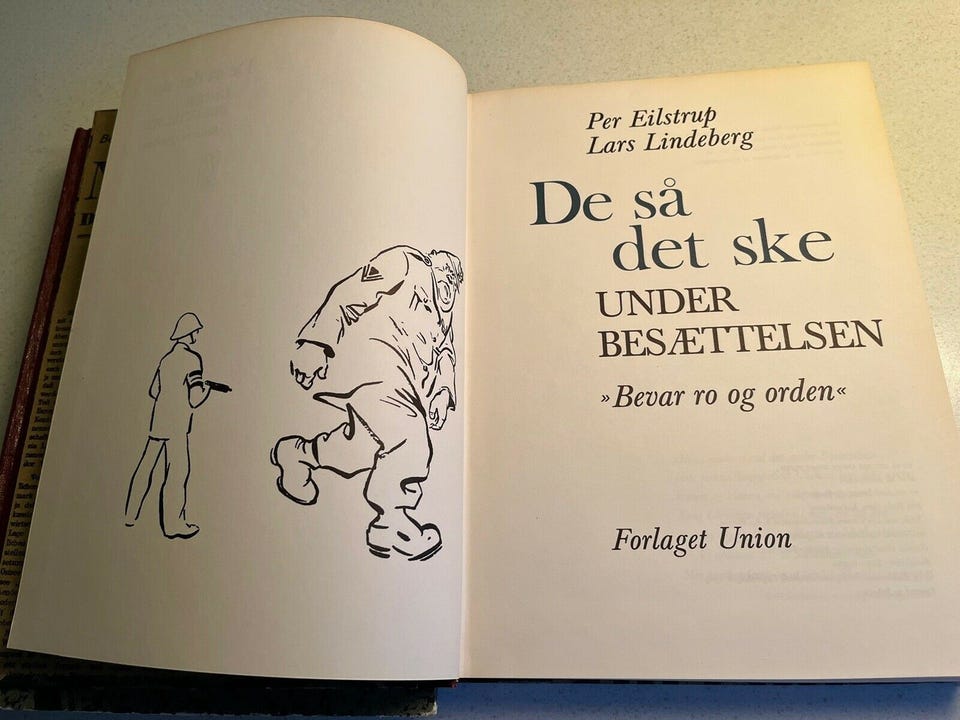 Per Eilstrup
Lars Lindeberg
De så
det ske
UNDER
BESÆTTELSEN
»Bevar ro og orden«
Forlaget Union